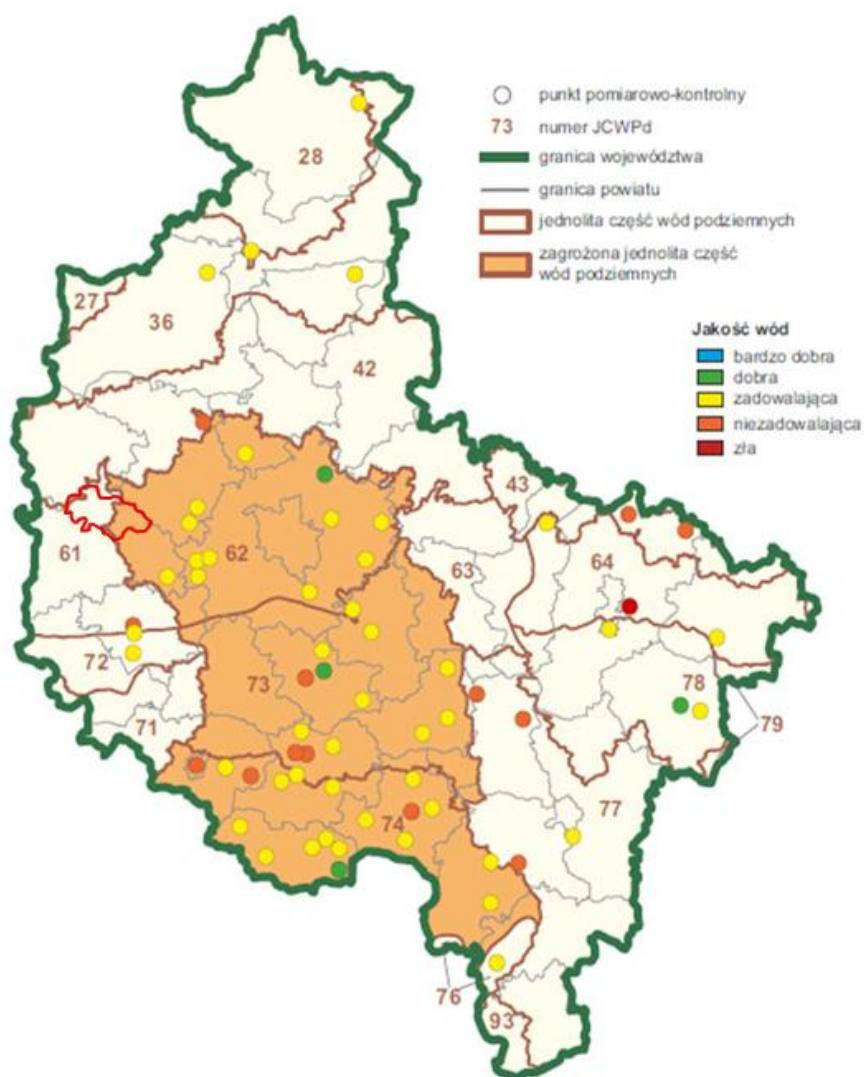 punkt pomiarowo-kontrolny
73 numer JCWPd
granica województwa
granica powiatu
jednolita część wód podziemnych
zagrożona jednolita część
wód podziemnych
Jakość wód
bardzo dobra
dobra
zadowalająca
niezadowalająca
zła
28
27
36
42
43
61
62
63
64
72
73
78
71
79
77
74
76
93